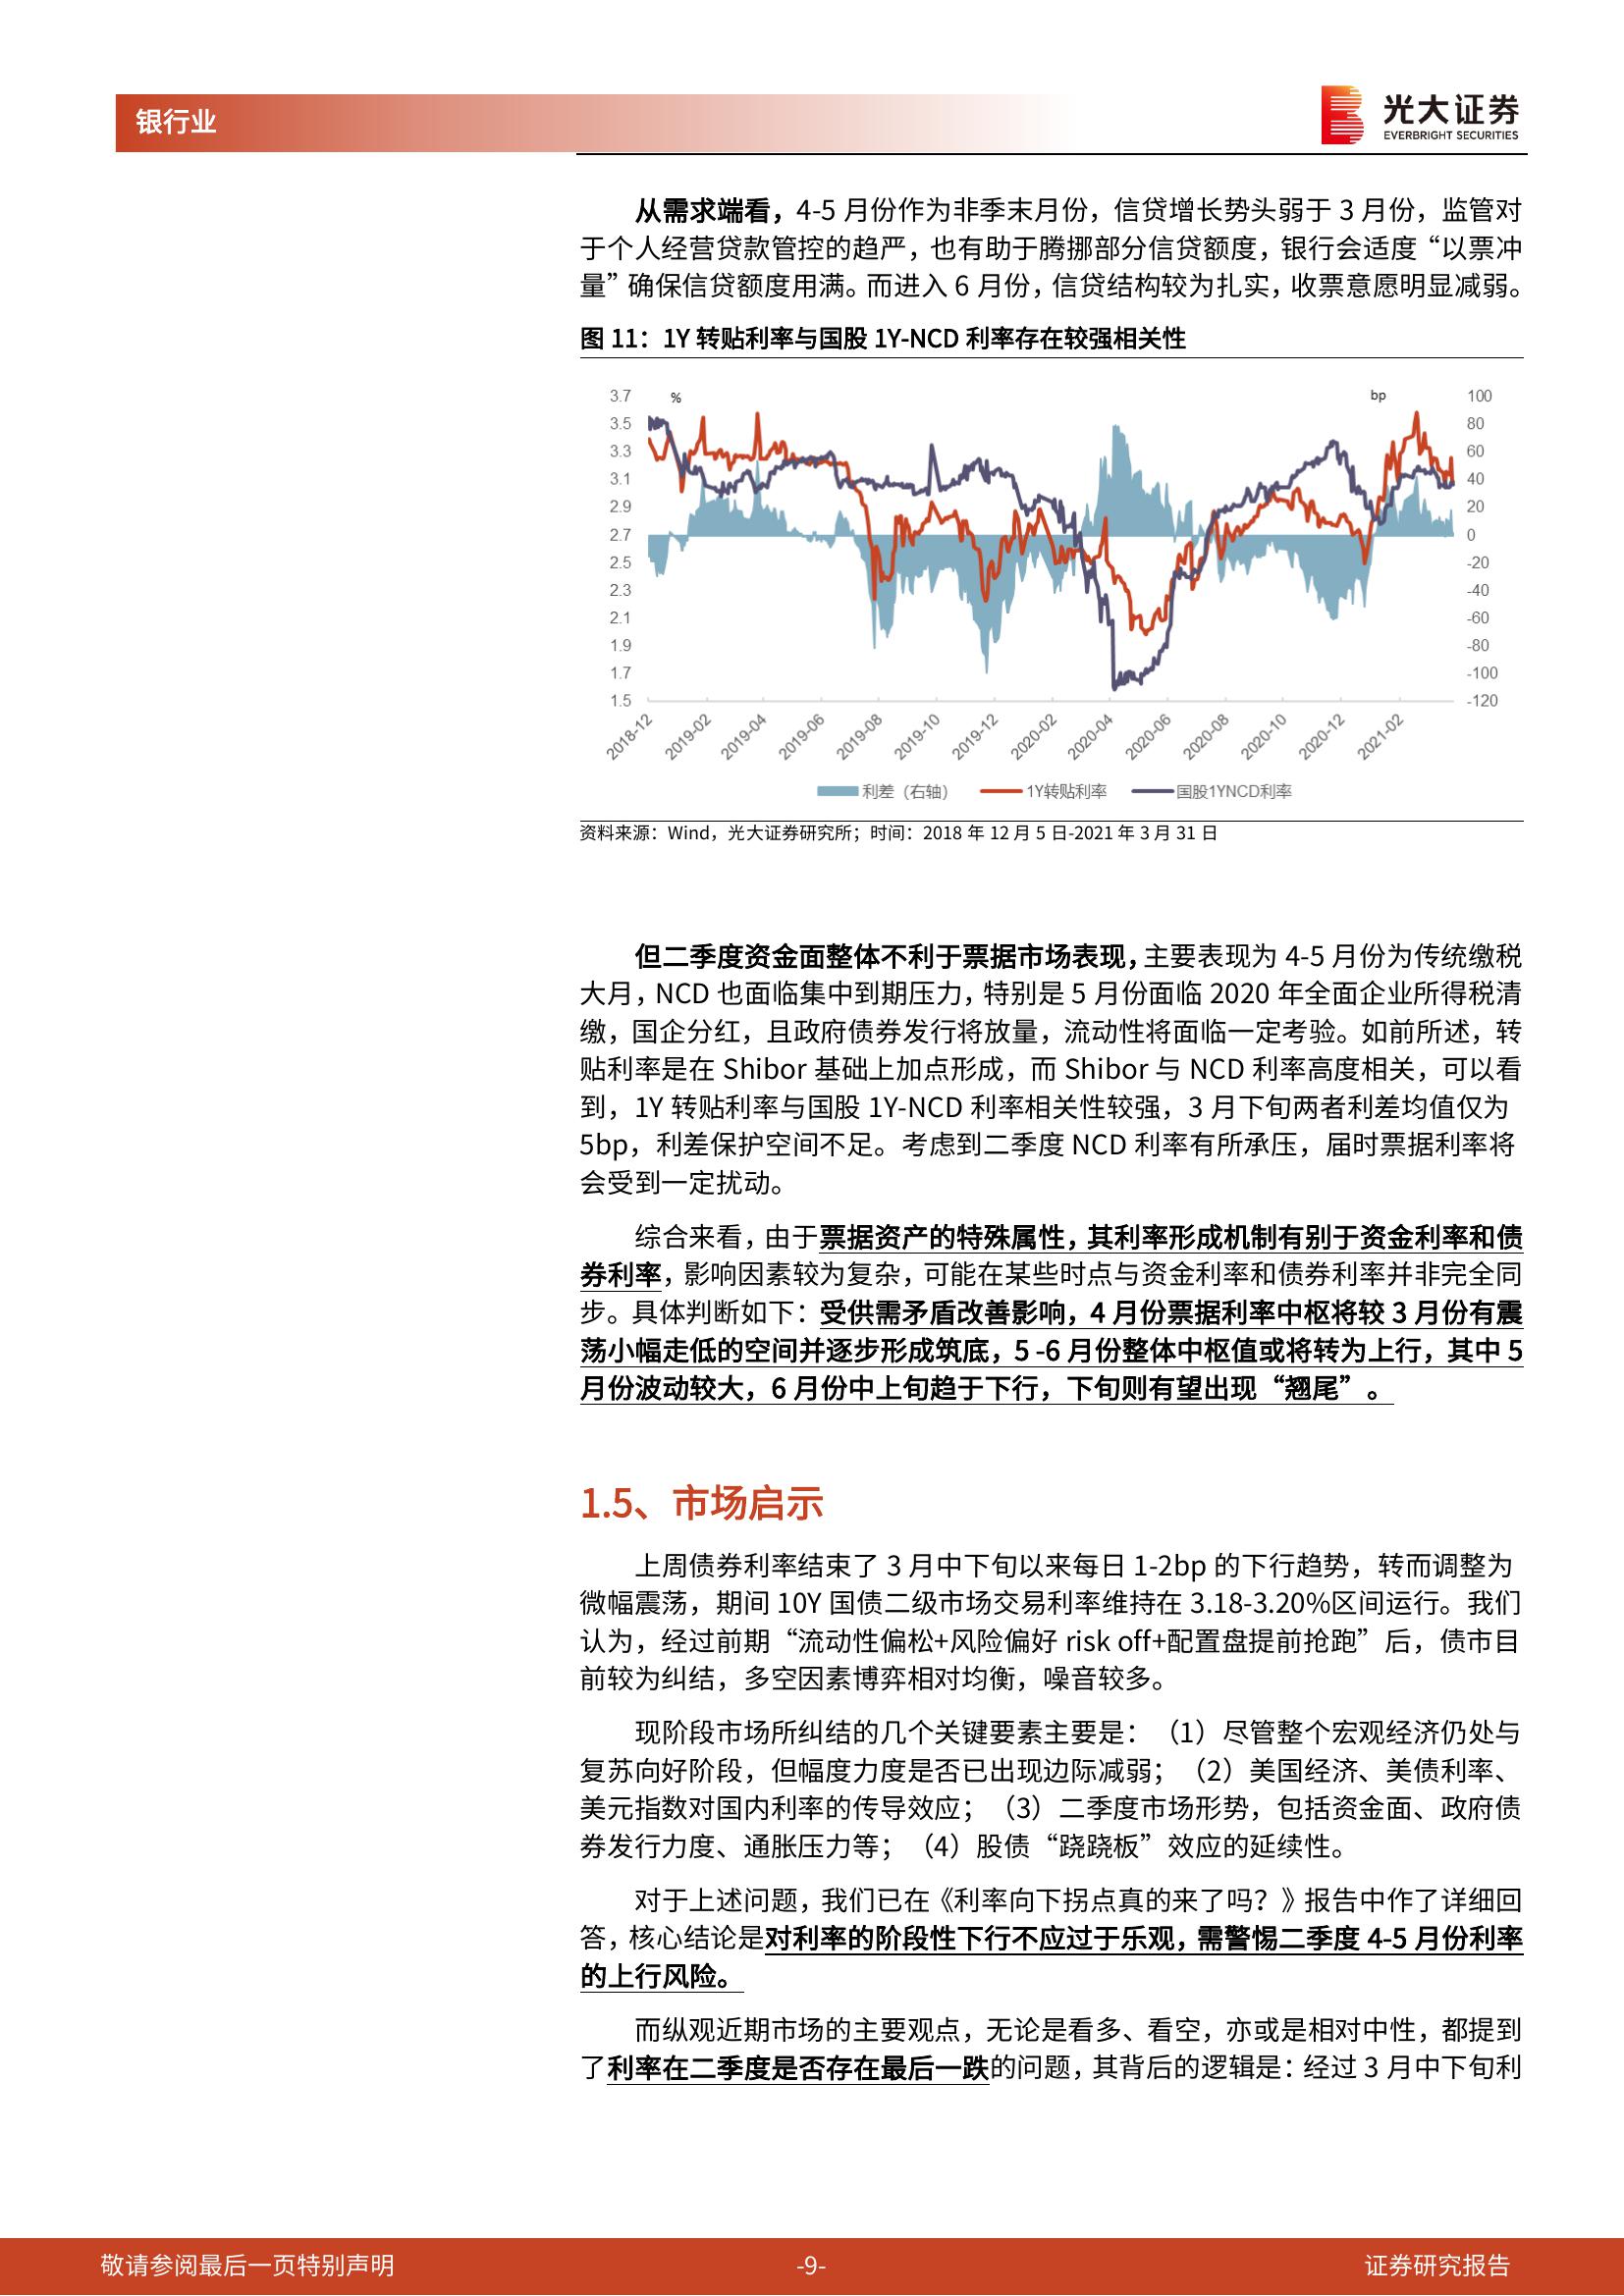 银行业
光大证券
EVERBRIGHT SECURITIES
从需求端看，4-5 月份作为非季末月份，信贷增长势头弱于 3 月份，监管对
于个人经营贷款管控的趋严，也有助于腾挪部分信贷额度，银行会适度“以票冲
量”确保信贷额度用满。而进入 6 月份，信贷结构较为扎实，收票意愿明显减弱。
图 11：1Y 转贴利率与国股 1Y-NCD 利率存在较强相关性
3.7 % bp 100
3.5 80
3.3 60
3.1 40
2.9 20
2.7 0
2.5 -20
2.3 -40
2.1 -60
1.9 -80
1.7 -100
1.5 -120
2018-12 2019-02 2019-04 2019-06 2019-08 2019-10 2019-12 2020-02 2020-04 2020-06 2020-08 2020-10 2020-12 2021-02
利差（右轴） 1Y转贴利率 国股1YNCD利率
资料来源：Wind，光大证券研究所；时间：2018 年 12 月 5 日-2021 年 3 月 31 日
但二季度资金面整体不利于票据市场表现，主要表现为 4-5 月份为传统缴税
大月，NCD 也面临集中到期压力，特别是 5 月份面临 2020 年全面企业所得税清
缴，国企分红，且政府债券发行将放量，流动性将面临一定考验。如前所述，转
贴利率是在 Shibor 基础上加点形成，而 Shibor 与 NCD 利率高度相关，可以看
到，1Y 转贴利率与国股 1Y-NCD 利率相关性较强，3 月下旬两者利差均值仅为
5bp，利差保护空间不足。考虑到二季度 NCD 利率有所承压，届时票据利率将
会受到一定扰动。
综合来看，由于票据资产的特殊属性，其利率形成机制有别于资金利率和债
券利率，影响因素较为复杂，可能在某些时点与资金利率和债券利率并非完全同
步。具体判断如下：受供需矛盾改善影响，4 月份票据利率中枢将较 3 月份有震
荡小幅走低的空间并逐步形成筑底，5 -6 月份整体中枢值或将转为上行，其中 5
月份波动较大，6 月份中上旬趋于下行，下旬则有望出现“翘尾”。
1.5、市场启示
上周债券利率结束了 3 月中下旬以来每日 1-2bp 的下行趋势，转而调整为
微幅震荡，期间 10Y 国债二级市场交易利率维持在 3.18-3.20%区间运行。我们
认为，经过前期“流动性偏松+风险偏好 risk off+配置盘提前抢跑”后，债市目
前较为纠结，多空因素博弈相对均衡，噪音较多。
现阶段市场所纠结的几个关键要素主要是：（1）尽管整个宏观经济仍处与
复苏向好阶段，但幅度力度是否已出现边际减弱；（2）美国经济、美债利率、
美元指数对国内利率的传导效应；（3）二季度市场形势，包括资金面、政府债
券发行力度、通胀压力等；（4）股债“跷跷板”效应的延续性。
对于上述问题，我们已在《利率向下拐点真的来了吗？》报告中作了详细回
答，核心结论是对利率的阶段性下行不应过于乐观，需警惕二季度 4-5 月份利率
的上行风险。
而纵观近期市场的主要观点，无论是看多、看空，亦或是相对中性，都提到
了利率在二季度是否存在最后一跌的问题，其背后的逻辑是：经过 3 月中下旬利
敬请参阅最后一页特别声明 -9- 证券研究报告